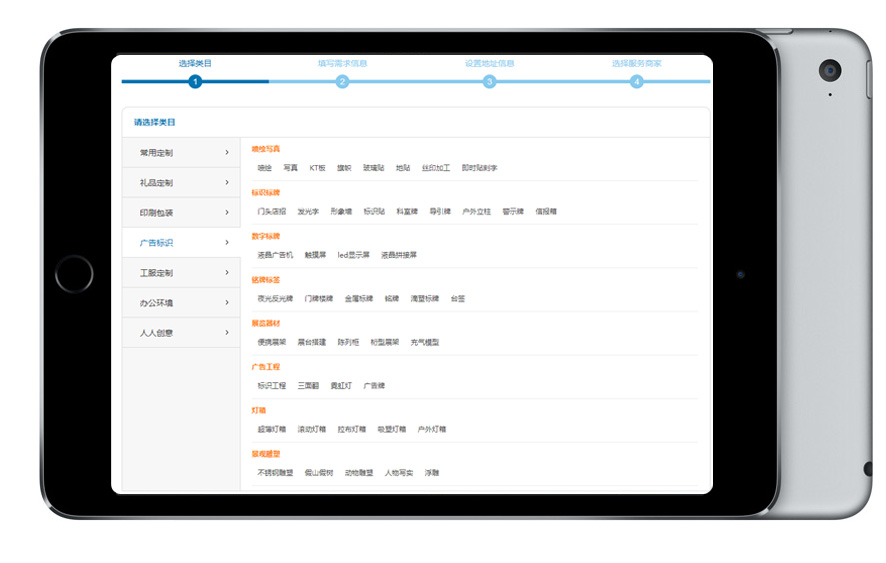 选择类目 填写需求信息 设置地址信息 选择服务商家
1 2 3 4
请选择类目
常用定制
礼品定制
印刷包装
广告标识
工服定制
办公环境
人人创意
喷绘写真
喷绘 写真 KT板 旗帜 玻璃贴 地贴 丝印加工 即时贴刻字
标识标牌
门头店招 发光字 形象墙 标识贴 科室牌 导引牌 户外立柱 警示牌 信报箱
数字标牌
液晶广告机 触摸屏 led显示屏 液晶拼接屏
铭牌标签
夜光反光牌 门牌楼牌 金属标牌 铭牌 滴塑标牌 台签
展览器材
便携展架 展台搭建 陈列柜 桁型展架 充气模型
广告工程
标识工程 三面翻 霓虹灯 广告牌
灯箱
超薄灯箱 滚动灯箱 拉布灯箱 吸塑灯箱 户外灯箱
景观雕塑
不锈钢雕塑 假山假树 动物雕塑 人物写实 浮雕